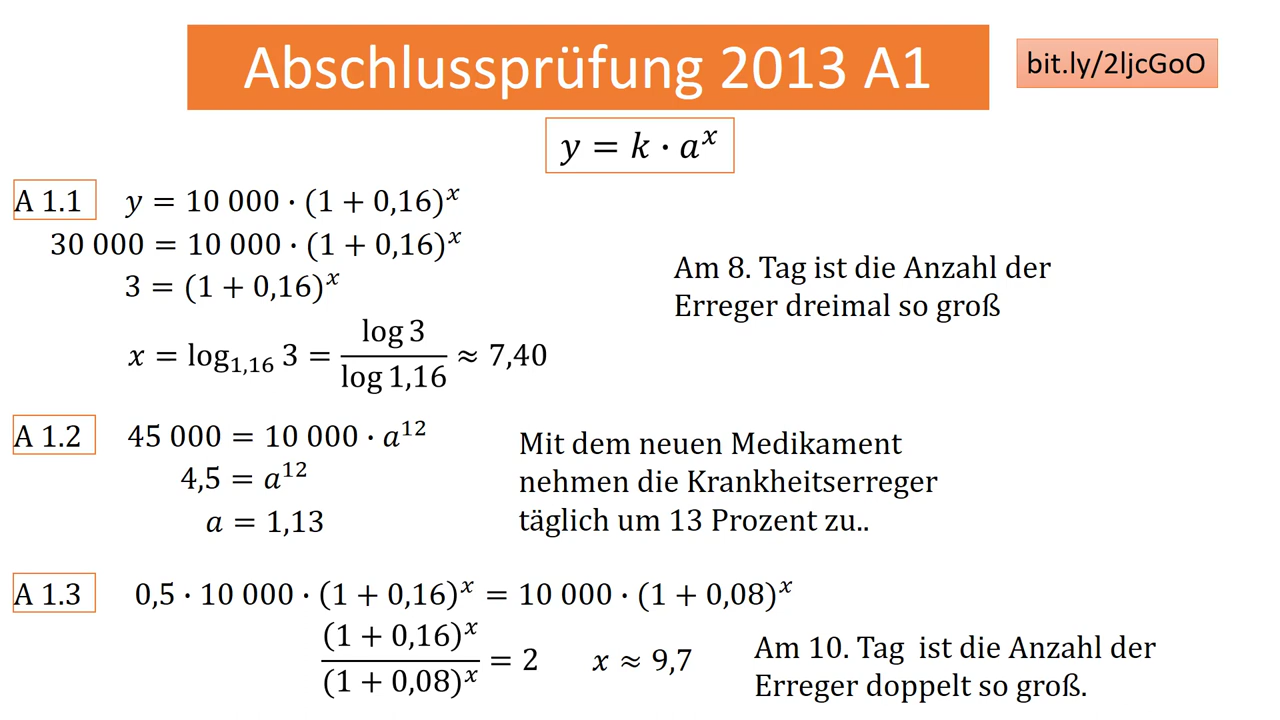 Abschlussprüfung 2013 A1
bit.ly/2ljcGoO
y = k · a^x
A 1.1
y = 10 000 · (1 + 0,16)^x
30 000 = 10 000 · (1 + 0,16)^x
3 = (1 + 0,16)^x
x = log_{1,16} 3 = \frac{log 3}{log 1,16} ≈ 7,40
Am 8. Tag ist die Anzahl der
Erreger dreimal so groß
A 1.2
45 000 = 10 000 · a^{12}
4,5 = a^{12}
a = 1,13
Mit dem neuen Medikament
nehmen die Krankheitserreger
täglich um 13 Prozent zu..
A 1.3
0,5 · 10 000 · (1 + 0,16)^x = 10 000 · (1 + 0,08)^x
\frac{(1 + 0,16)^x}{(1 + 0,08)^x} = 2
x ≈ 9,7
Am 10. Tag ist die Anzahl der
Erreger doppelt so groß.